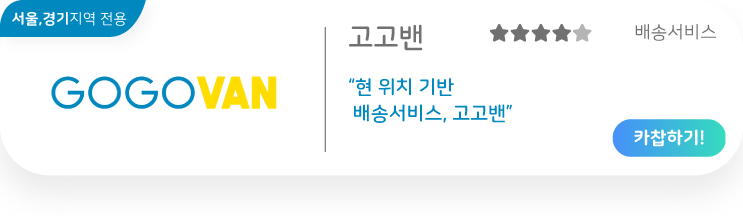 서울,경기지역 전용
GOGOVAN
고고밴
배송서비스
“현 위치 기반
배송서비스, 고고밴”
카찹하기!